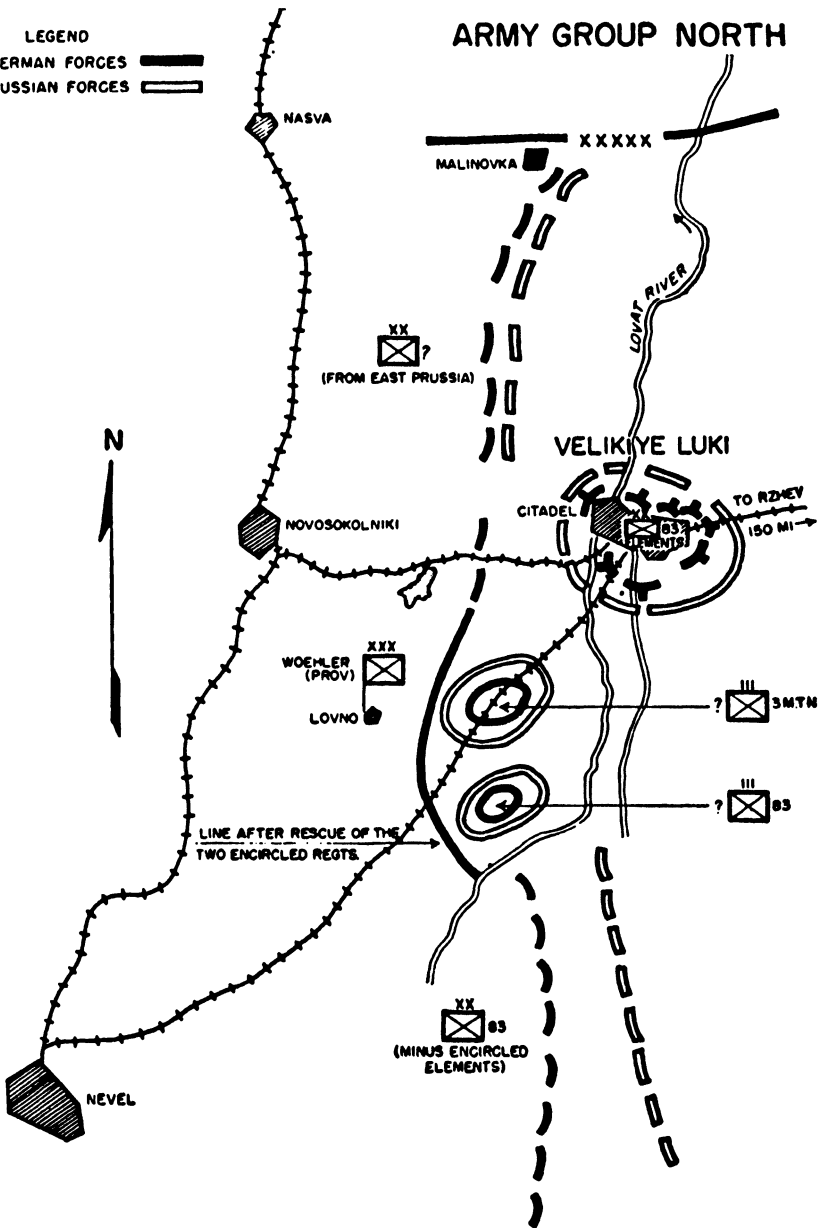 LEGEND
ERMAN FORCES
USSIAN FORCES
ARMY GROUP NORTH
NASVA
XXXXX
MALINOVKA
LOVAT RIVER
XX
?
(FROM EAST PRUSSIA)
N
VELIKIYE LUKI
CITADEL
TO RZHEV
150 MI
XX
83
ELEMENTS
NOVOSOKOLNIKI
XXX
WOEHLER
(PROV)
LOVNO
III
? 3 MTN
III
? 83
LINE AFTER RESCUE OF THE
TWO ENCIRCLED REGTS.
XX
83
(MINUS ENCIRCLED
ELEMENTS)
NEVEL